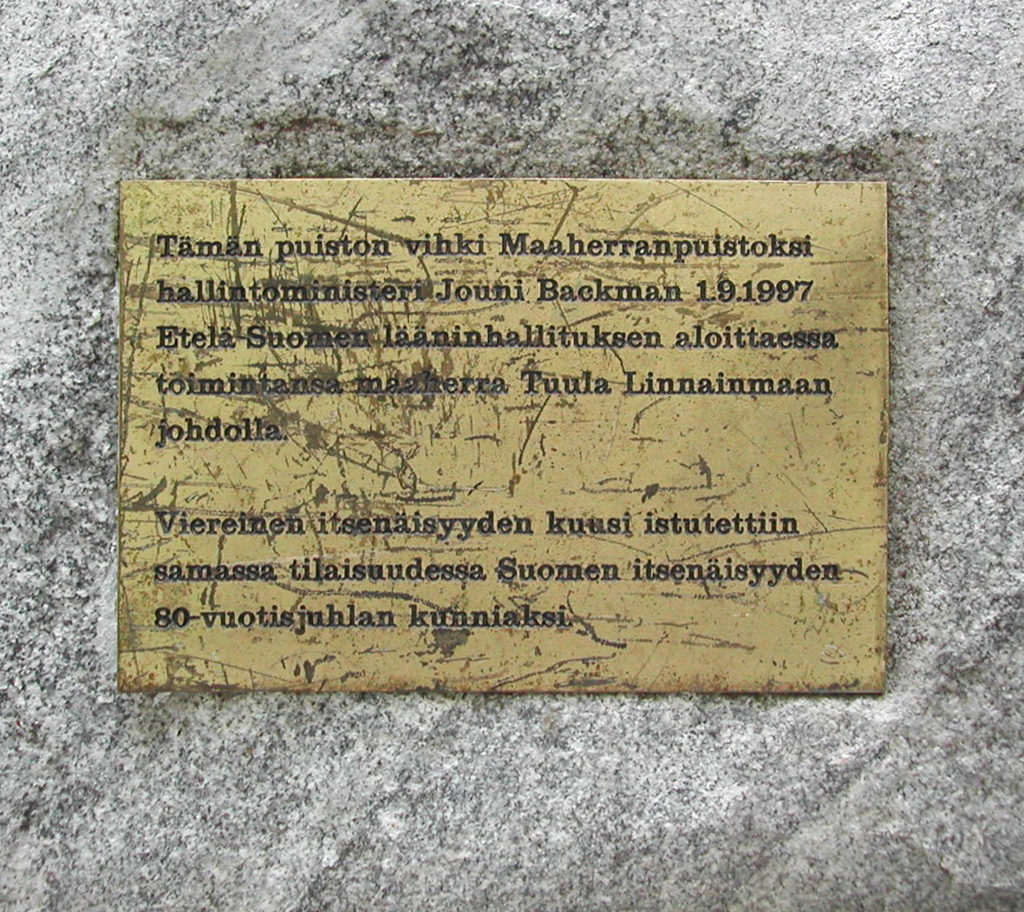 Tämän puiston vihki Maaherranpuistoksi
hallintoministeri Jouni Backman 1.9.1997
Etelä-Suomen lääninhallituksen aloittaessa
toimintansa maaherra Tuula Linnainmaan
johdolla.
Viereinen itsenäisyyden kuusi istutettiin
samassa tilaisuudessa Suomen itsenäisyyden
80-vuotisjuhlan kunniaksi.